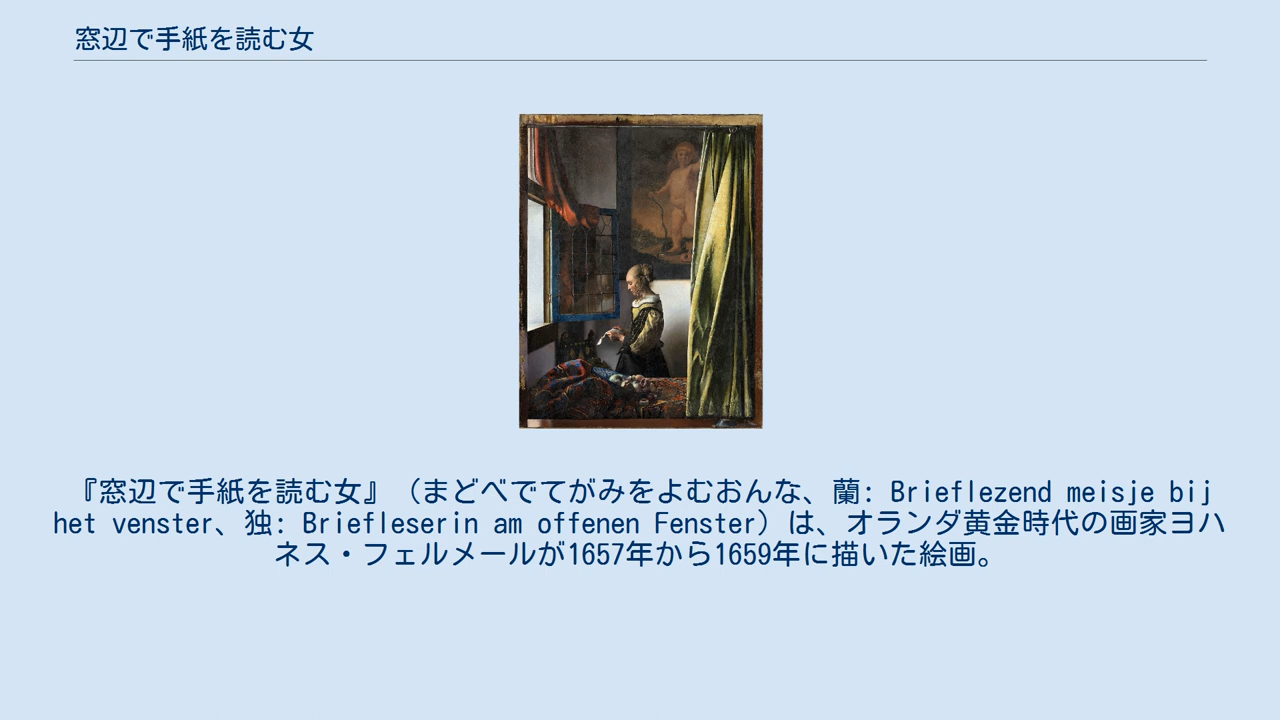 窓辺で手紙を読む女
『窓辺で手紙を読む女』（まどべでてがみをよむおんな、蘭: Brieflezend meisje bij
het venster、独: Briefleserin am offenen Fenster）は、オランダ黄金時代の画家ヨハ
ネス・フェルメールが1657年から1659年に描いた絵画。